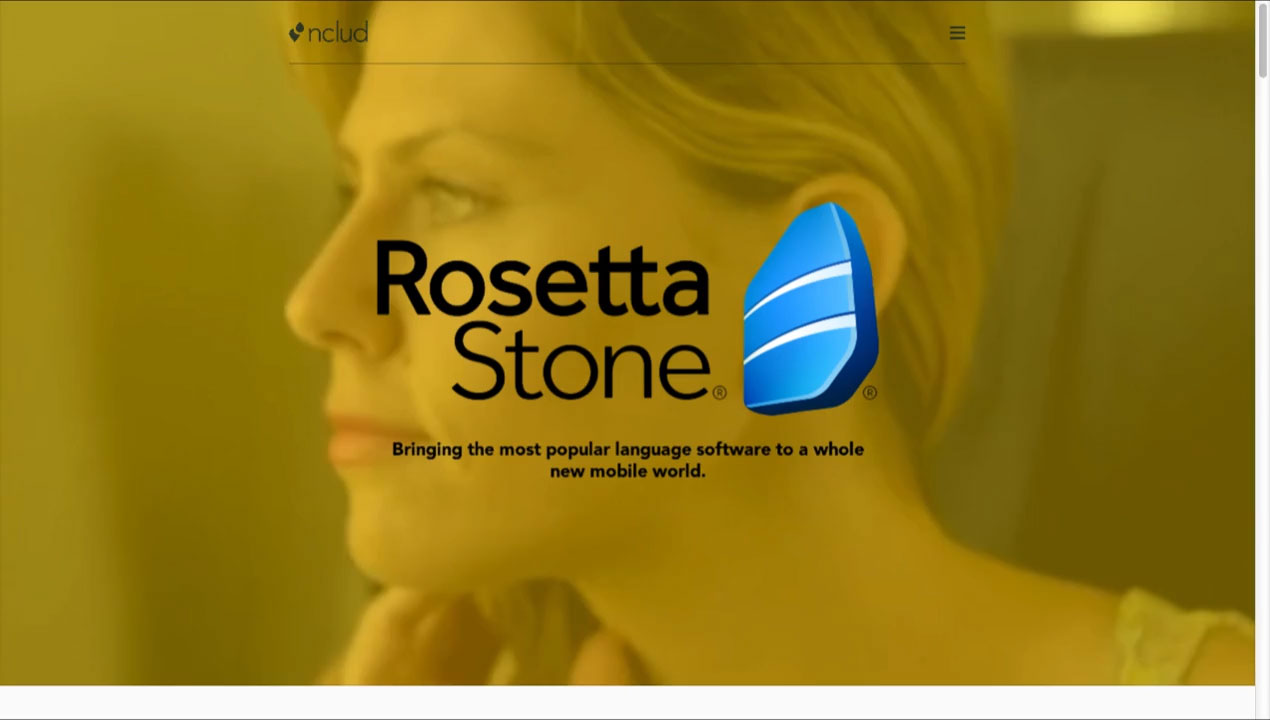 nclud
Rosetta
Stone®
®
Bringing the most popular language software to a whole
new mobile world.